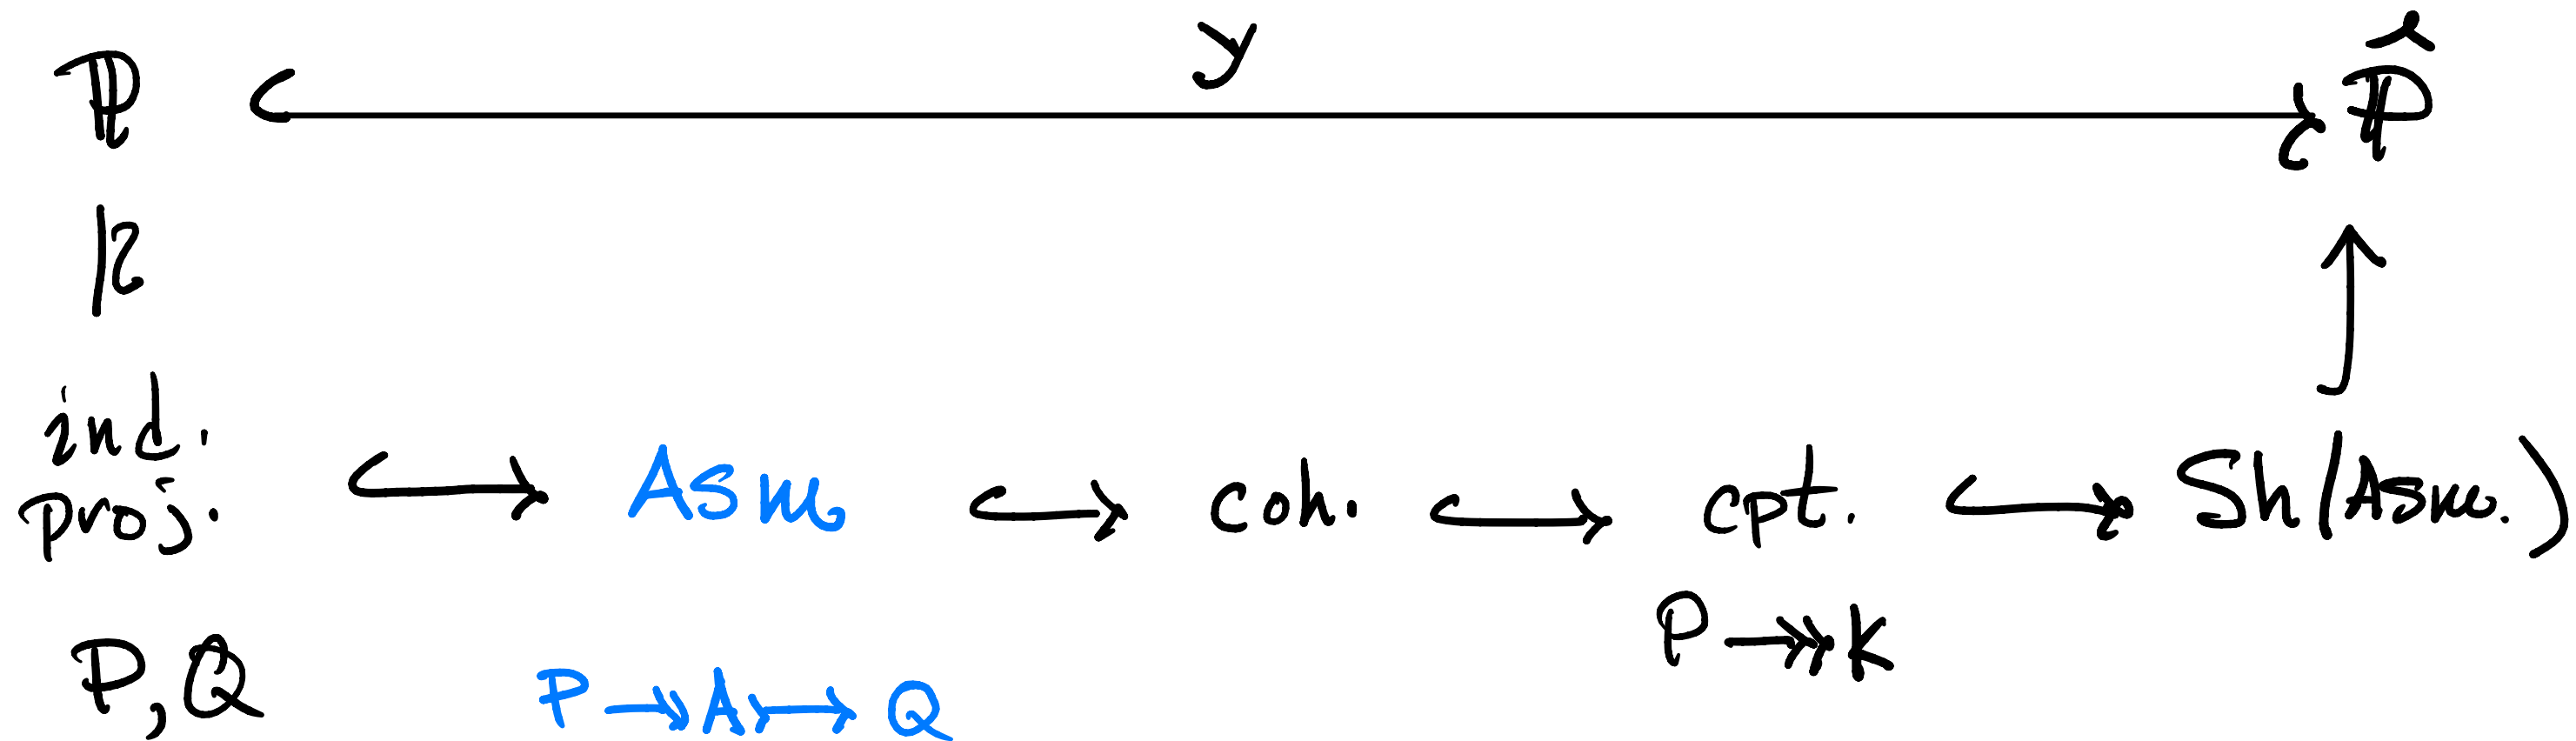 ℙ ↪ y ℙ̂
≀
ind. proj. ↪ Asm ↪ coh. ↪ cpt. ↪ Sh(Asm.)
P, Q P ↠ A ↣ Q P ↠ K